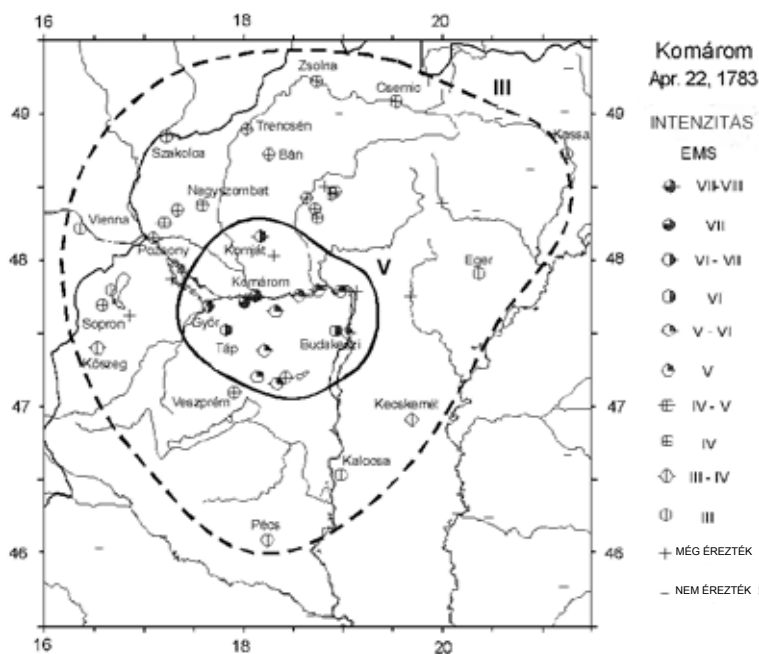 16 18 20
Komárom
Apr. 22, 1783
INTENZITÁS
EMS
VII-VIII
VII
VI - VII
VI
V - VI
V
IV - V
IV
III - IV
III
MÉG ÉREZTÉK
NEM ÉREZTÉK
Zsolna
III
Csernic
49
Trencsén
Kassa
Szakolca
Bán
Nagyszombat
Vienna
48 48
Pozsony
Komját
V
Eger
Komárom
Sopron
Győr
Táp
Budakeszi
Kőszeg
Veszprém
47 47
Kecskemét
Kalocsa
Pécs
46 46
16 18 20